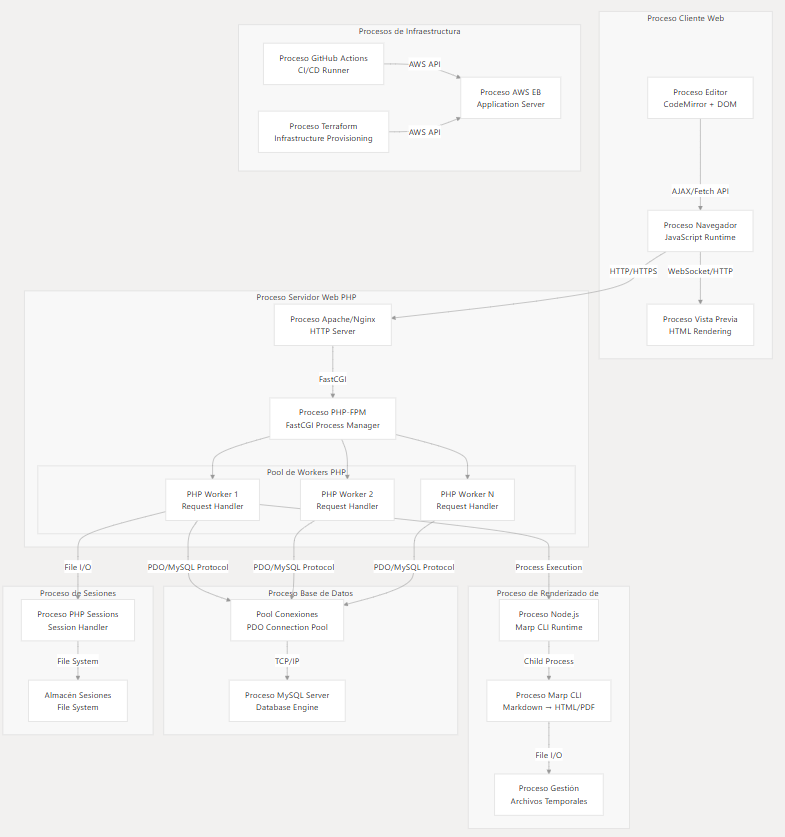 Proceso Cliente Web
Procesos de Infraestructura
Proceso GitHub Actions
CI/CD Runner
AWS API
Proceso AWS EB
Application Server
Proceso Editor
CodeMirror + DOM
Proceso Terraform
Infrastructure Provisioning
AWS API
AJAX/Fetch API
Proceso Navegador
JavaScript Runtime
HTTP/HTTPS
WebSocket/HTTP
Proceso Vista Previa
HTML Rendering
Proceso Servidor Web PHP
Proceso Apache/Nginx
HTTP Server
FastCGI
Proceso PHP-FPM
FastCGI Process Manager
Pool de Workers PHP
PHP Worker 1
Request Handler
PHP Worker 2
Request Handler
PHP Worker N
Request Handler
File I/O
PDO/MySQL Protocol
PDO/MySQL Protocol
PDO/MySQL Protocol
Process Execution
Proceso de Sesiones
Proceso PHP Sessions
Session Handler
File System
Almacén Sesiones
File System
Proceso Base de Datos
Pool Conexiones
PDO Connection Pool
TCP/IP
Proceso MySQL Server
Database Engine
Proceso de Renderizado de
Proceso Node.js
Marp CLI Runtime
Child Process
Proceso Marp CLI
Markdown → HTML/PDF
File I/O
Proceso Gestión
Archivos Temporales